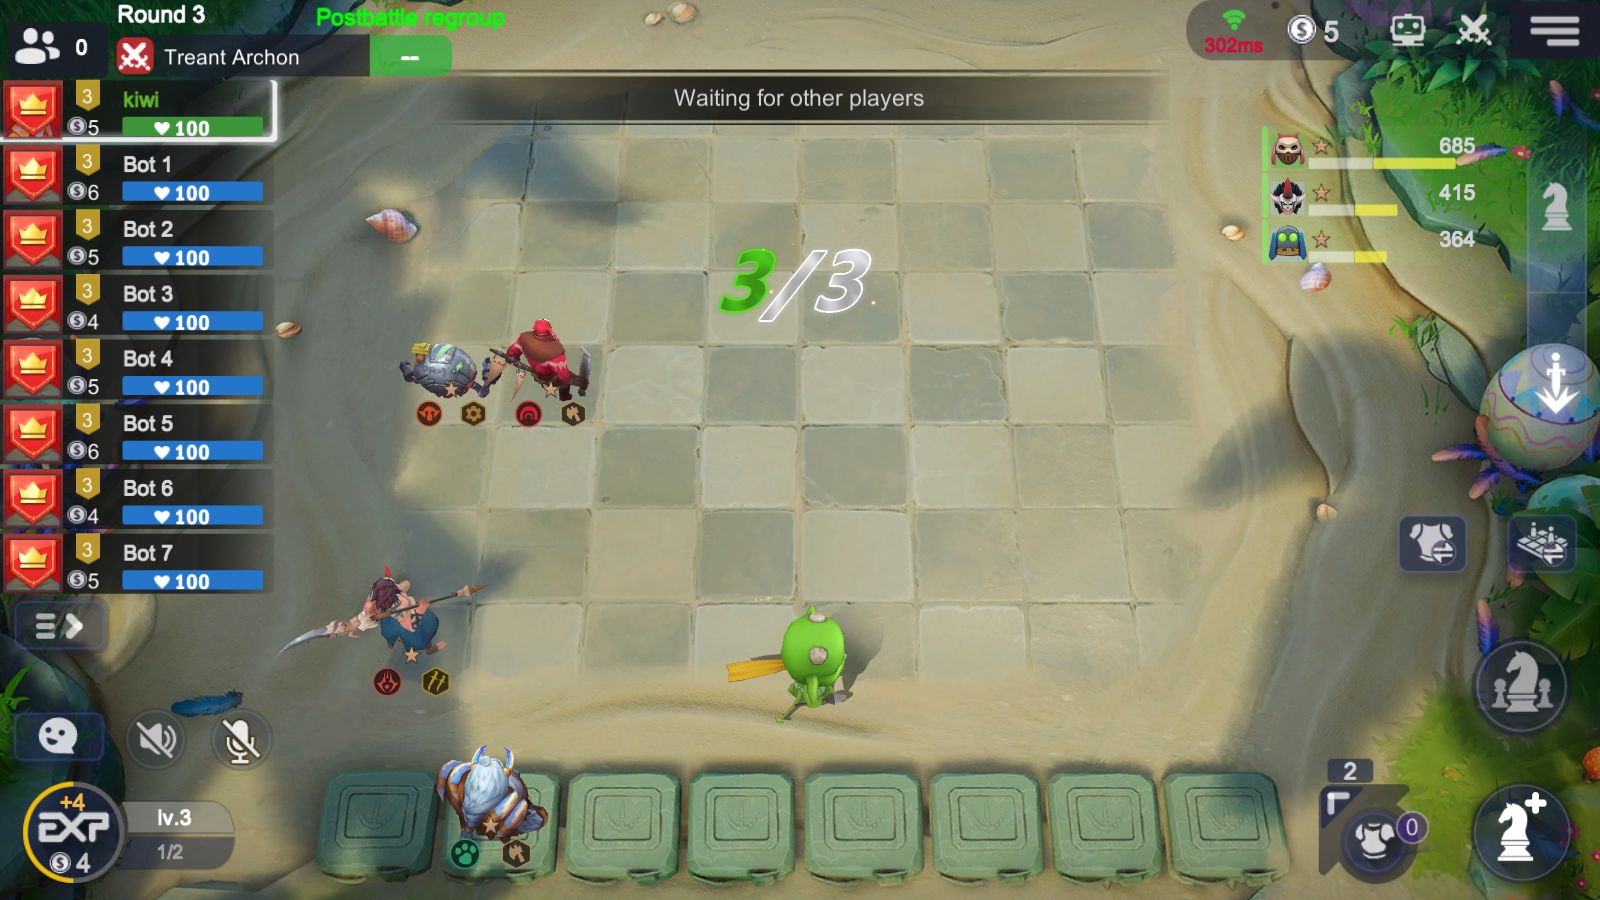 Round 3
Postbattle regroup
0
Treant Archon
--
302ms
5
Waiting for other players
3
kiwi
5
100
3
Bot 1
6
100
3
Bot 2
5
100
3
Bot 3
4
100
3
Bot 4
5
100
3
Bot 5
6
100
3
Bot 6
4
100
3
Bot 7
5
100
685
415
364
3/3
+4
EXP
4
lv.3
1/2
2
0